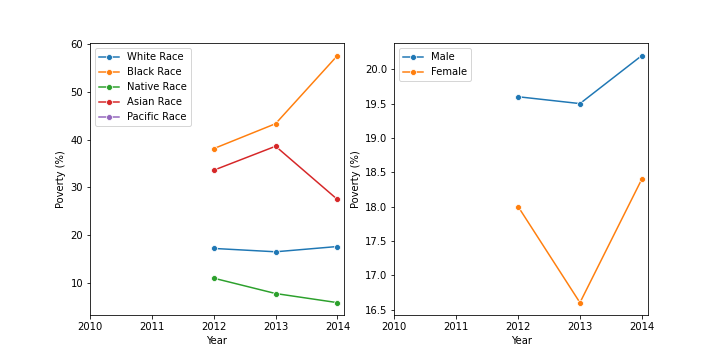 60
50
40
30
20
10
Poverty (%)
White Race
Black Race
Native Race
Asian Race
Pacific Race
2010 2011 2012 2013 2014
Year
20.0
19.5
19.0
18.5
18.0
17.5
17.0
16.5
Poverty (%)
Male
Female
2010 2011 2012 2013 2014
Year